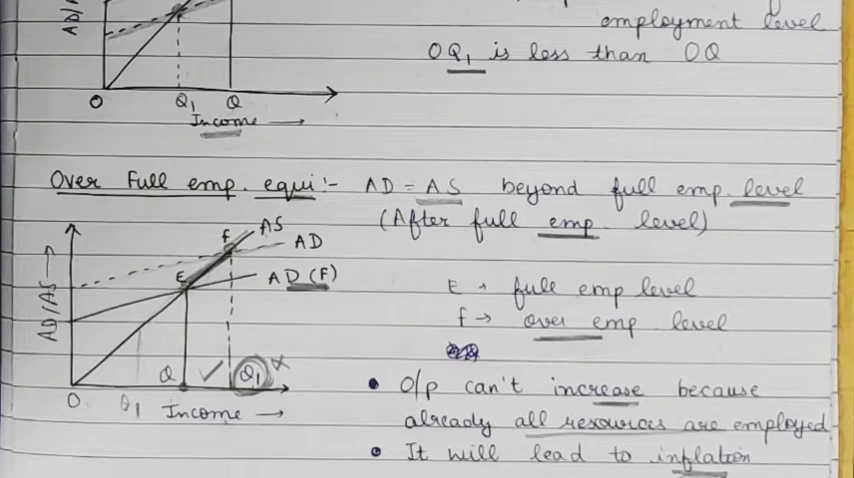 employment level
AD/
OQ₁ is less than OQ
O Q₁ Q
Income →
Over Full emp. equi:- AD = AS beyond full emp. level
(After full emp level)
F AS
AD
E AD(F)
AD/AS →
E → full emp level
f → over emp level
Q ✓ Q₁ ×
O Q₁ Income →
• O/p can't increase because
already all resources are employed
• It will lead to inflation